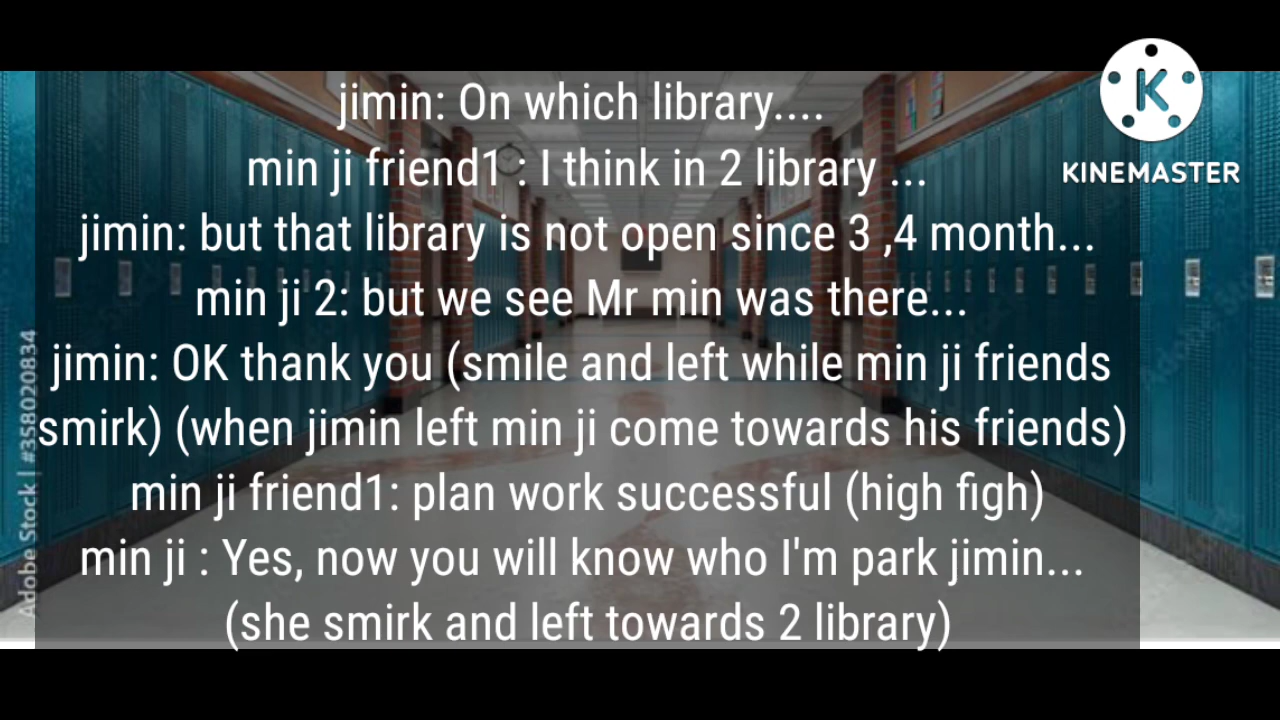 jimin: On which library....
min ji friend1 : I think in 2 library ...
jimin: but that library is not open since 3 ,4 month...
min ji 2: but we see Mr min was there...
jimin: OK thank you (smile and left while min ji friends
smirk) (when jimin left min ji come towards his friends)
min ji friend1: plan work successful (high figh)
min ji : Yes, now you will know who I'm park jimin...
(she smirk and left towards 2 library)
K
KINEMASTER
Adobe Stock | #358020834